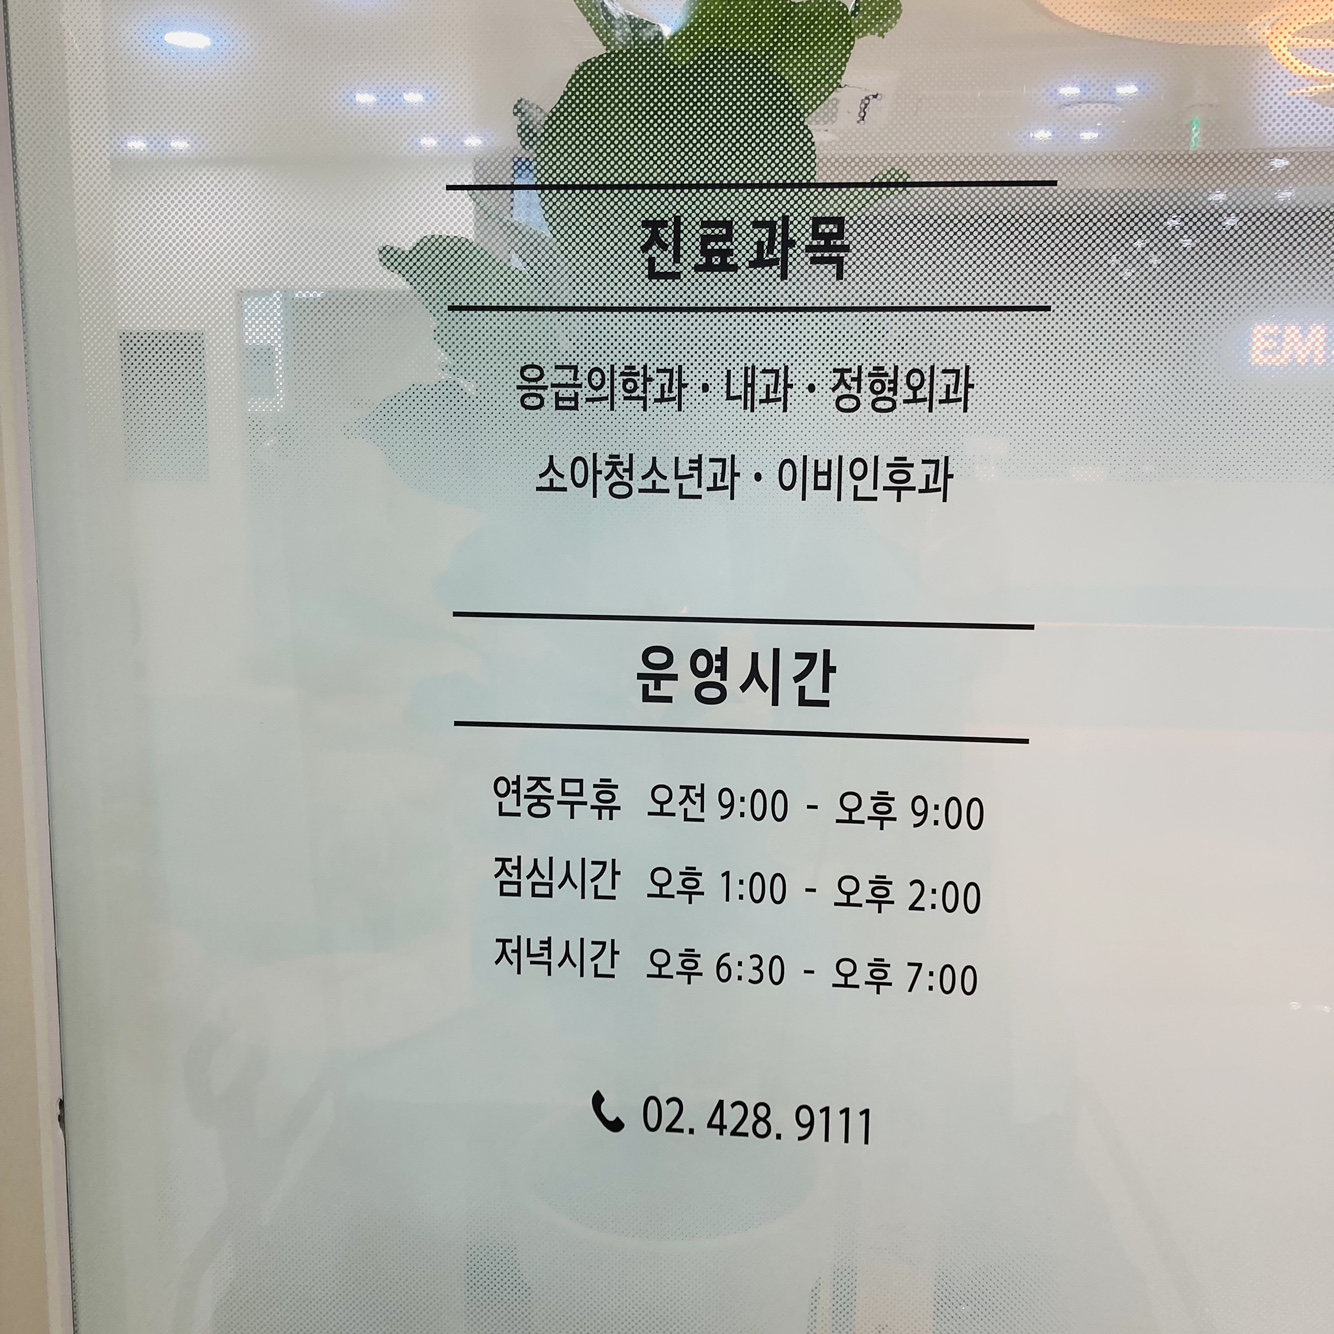 진료과목
응급의학과 · 내과 · 정형외과
소아청소년과 · 이비인후과
EM
운영시간
연중무휴 오전 9:00 - 오후 9:00
점심시간 오후 1:00 - 오후 2:00
저녁시간 오후 6:30 - 오후 7:00
02. 428. 9111